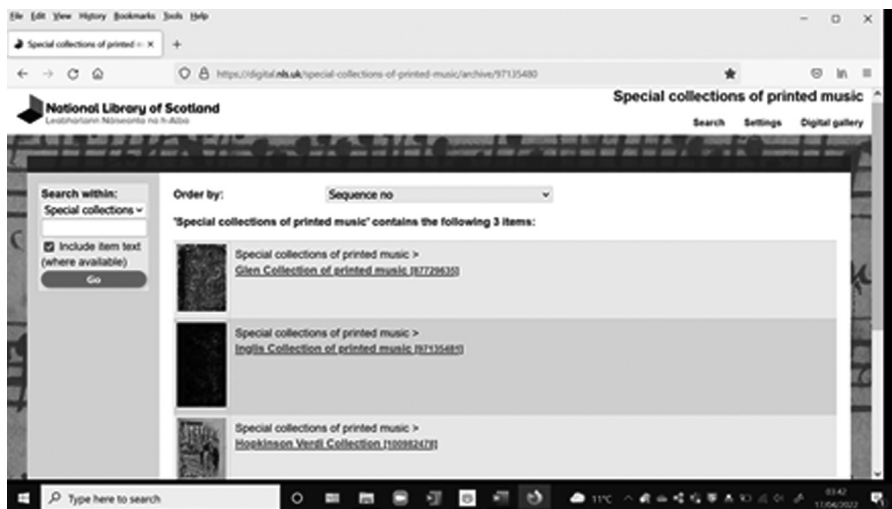 File Edit View History Bookmarks Tools Help
Special collections of printed m ×
https://digital.nls.uk/special-collections-of-printed-music/archive/97135480
National Library of Scotland
Leabharlann Nàiseanta na h-Alba
Special collections of printed music
Search Settings Digital gallery
Search within:
Special collections
Include item text
(where available)
Go
Order by: Sequence no
'Special collections of printed music' contains the following 3 items:
Special collections of printed music >
Glen Collection of printed music [87729635]
Special collections of printed music >
Inglis Collection of printed music [97135481]
Special collections of printed music >
Hopkinson Verdi Collection [100982478]
Type here to search
11°C
03:42
17/04/2022